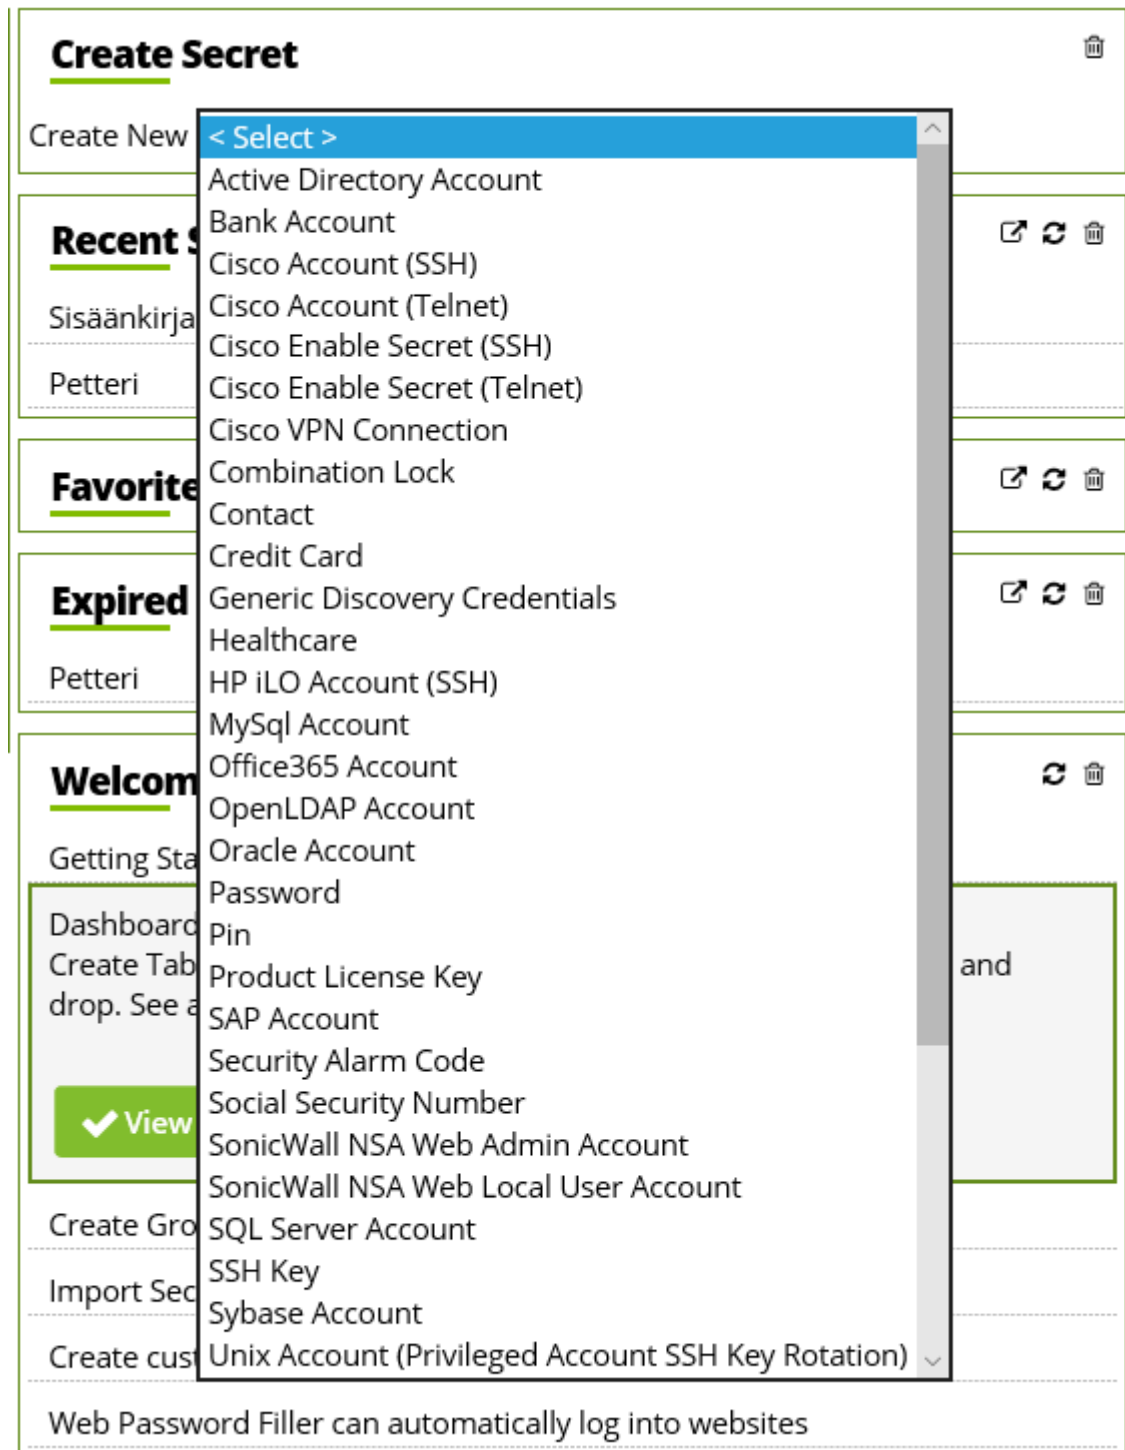 Create Secret
Create New
< Select >
Active Directory Account
Bank Account
Cisco Account (SSH)
Cisco Account (Telnet)
Cisco Enable Secret (SSH)
Cisco Enable Secret (Telnet)
Cisco VPN Connection
Combination Lock
Contact
Credit Card
Generic Discovery Credentials
Healthcare
HP iLO Account (SSH)
MySql Account
Office365 Account
OpenLDAP Account
Oracle Account
Password
Pin
Product License Key
SAP Account
Security Alarm Code
Social Security Number
SonicWall NSA Web Admin Account
SonicWall NSA Web Local User Account
SQL Server Account
SSH Key
Sybase Account
Unix Account (Privileged Account SSH Key Rotation)
Recent S
Sisäänkirja
Petteri
Favorite
Expired
Petteri
Welcom
Getting Sta
Dashboard
Create Tab and
drop. See a
View
Create Gro
Import Sec
Create cust
Web Password Filler can automatically log into websites